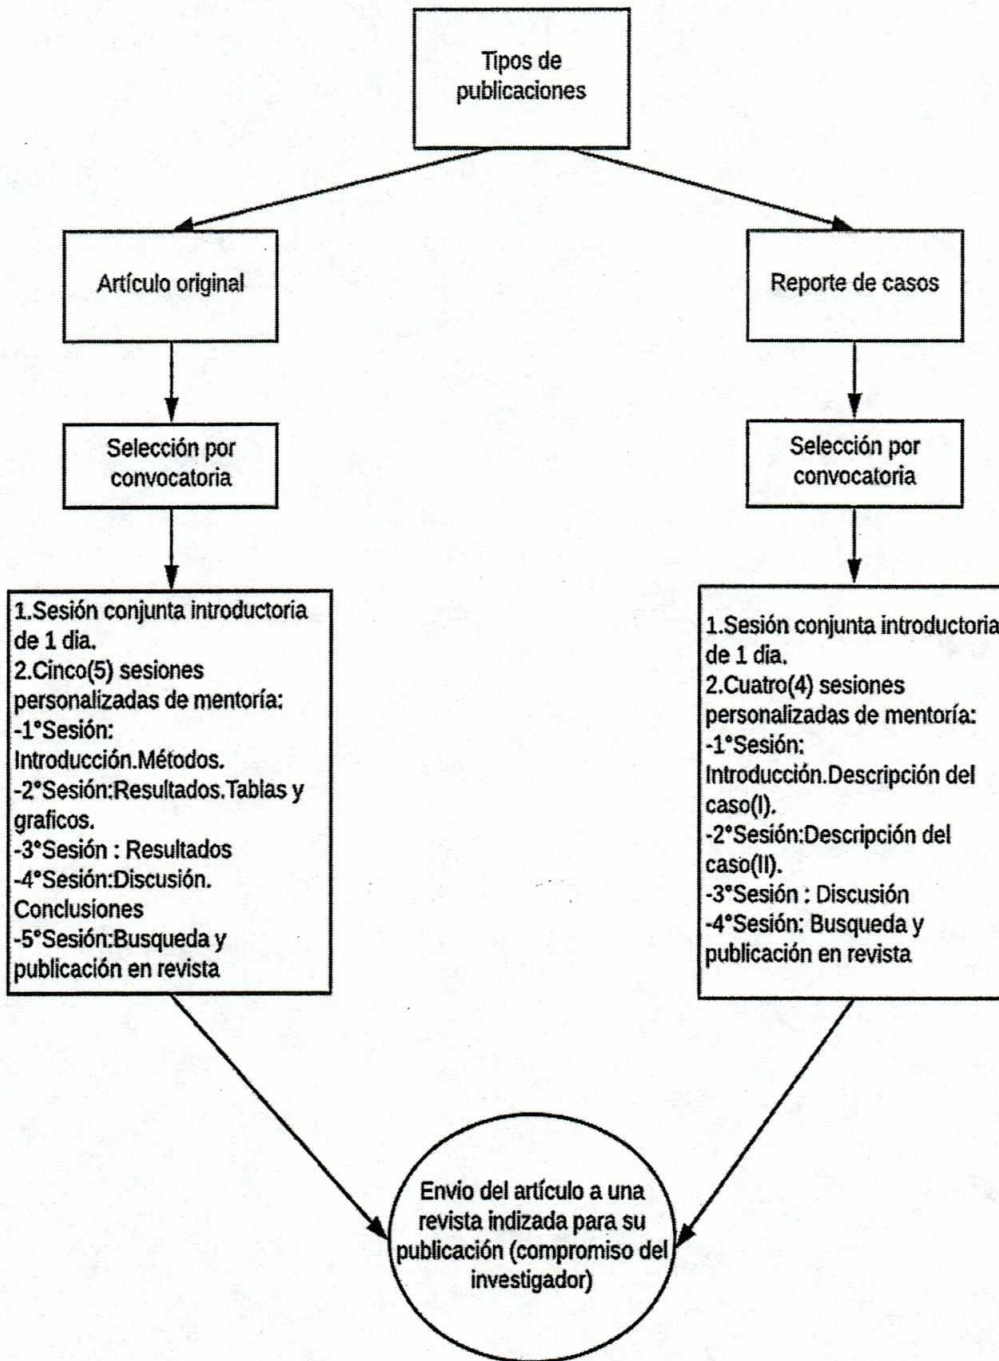 Tipos de
publicaciones
Artículo original
Reporte de casos
Selección por
convocatoria
Selección por
convocatoria
1.Sesión conjunta introductoria
de 1 dia.
2.Cinco(5) sesiones
personalizadas de mentoría:
-1°Sesión:
Introducción.Métodos.
-2°Sesión:Resultados.Tablas y
graficos.
-3°Sesión : Resultados
-4°Sesión:Discusión.
Conclusiones
-5°Sesión:Busqueda y
publicación en revista
1.Sesión conjunta introductoria
de 1 dia.
2.Cuatro(4) sesiones
personalizadas de mentoría:
-1°Sesión:
Introducción.Descripción del
caso(I).
-2°Sesión:Descripción del
caso(II).
-3°Sesión : Discusión
-4°Sesión: Busqueda y
publicación en revista
Envio del artículo a una
revista indizada para su
publicación (compromiso del
investigador)